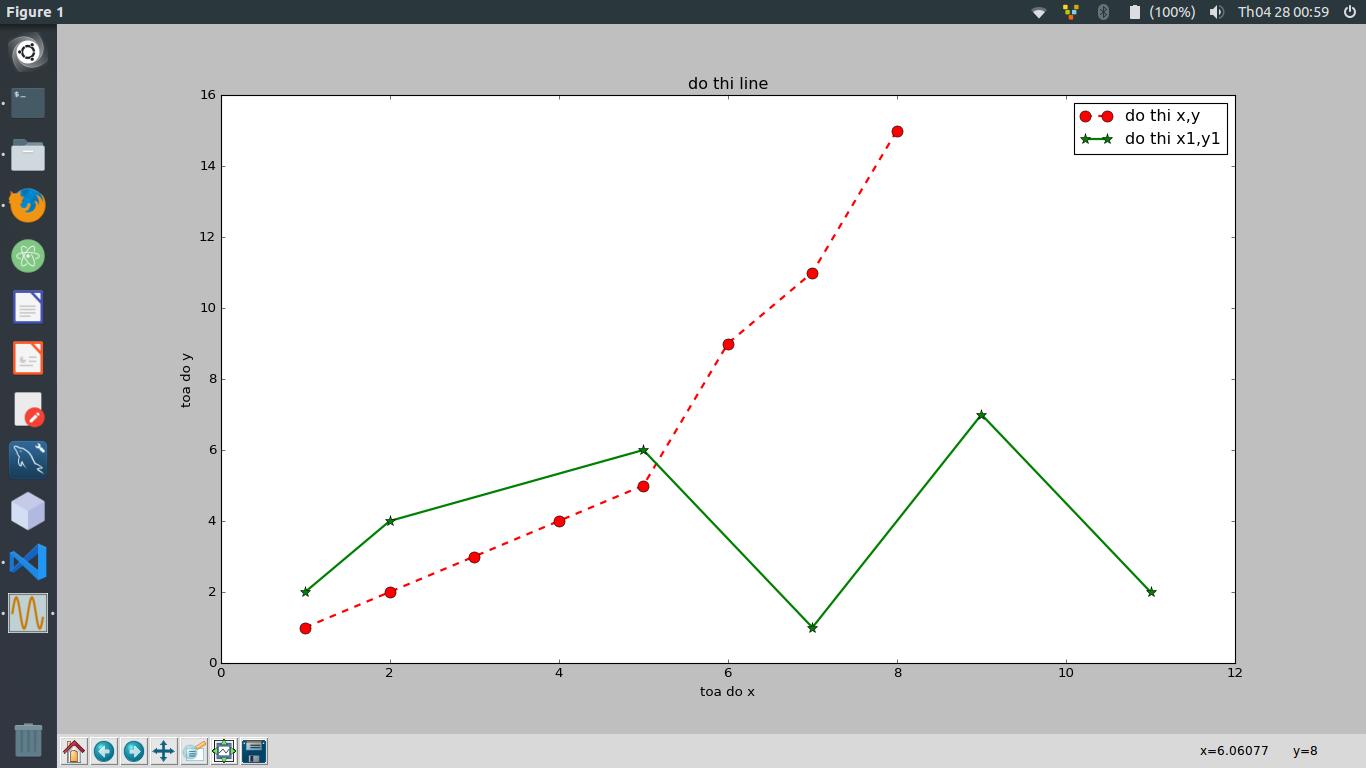 Figure 1
(100%)
Th04 28 00:59
do thi line
do thi x,y
do thi x1,y1
16
14
12
10
8
6
4
2
0
toa do y
0 2 4 6 8 10 12
toa do x
x=6.06077 y=8